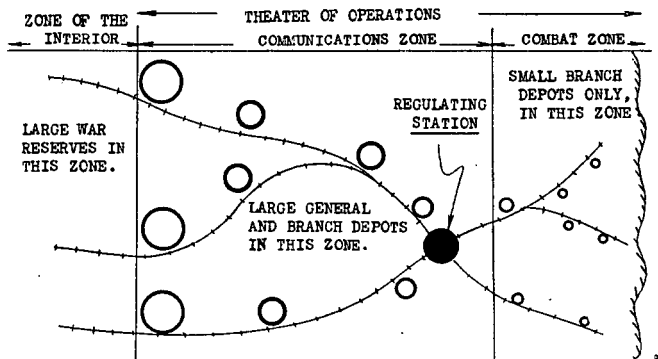 ZONE OF THE
INTERIOR
THEATER OF OPERATIONS
COMMUNICATIONS ZONE
COMBAT ZONE
LARGE WAR
RESERVES IN
THIS ZONE.
LARGE GENERAL
AND BRANCH DEPOTS
IN THIS ZONE.
REGULATING
STATION
SMALL BRANCH
DEPOTS ONLY,
IN THIS ZONE